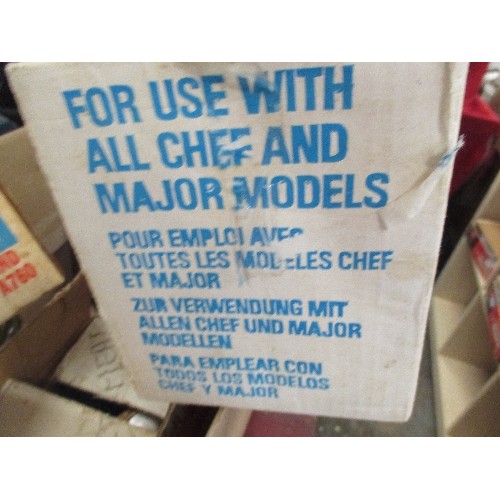 FOR USE WITH
ALL CHEF AND
MAJOR MODELS
POUR EMPLOI AVEC
TOUTES LES MODELES CHEF
ET MAJOR
ZUR VERWENDUNG MIT
ALLEN CHEF UND MAJOR
MODELLEN
PARA EMPLEAR CON
TODOS LOS MODELOS
CHEF Y MAJOR
A760